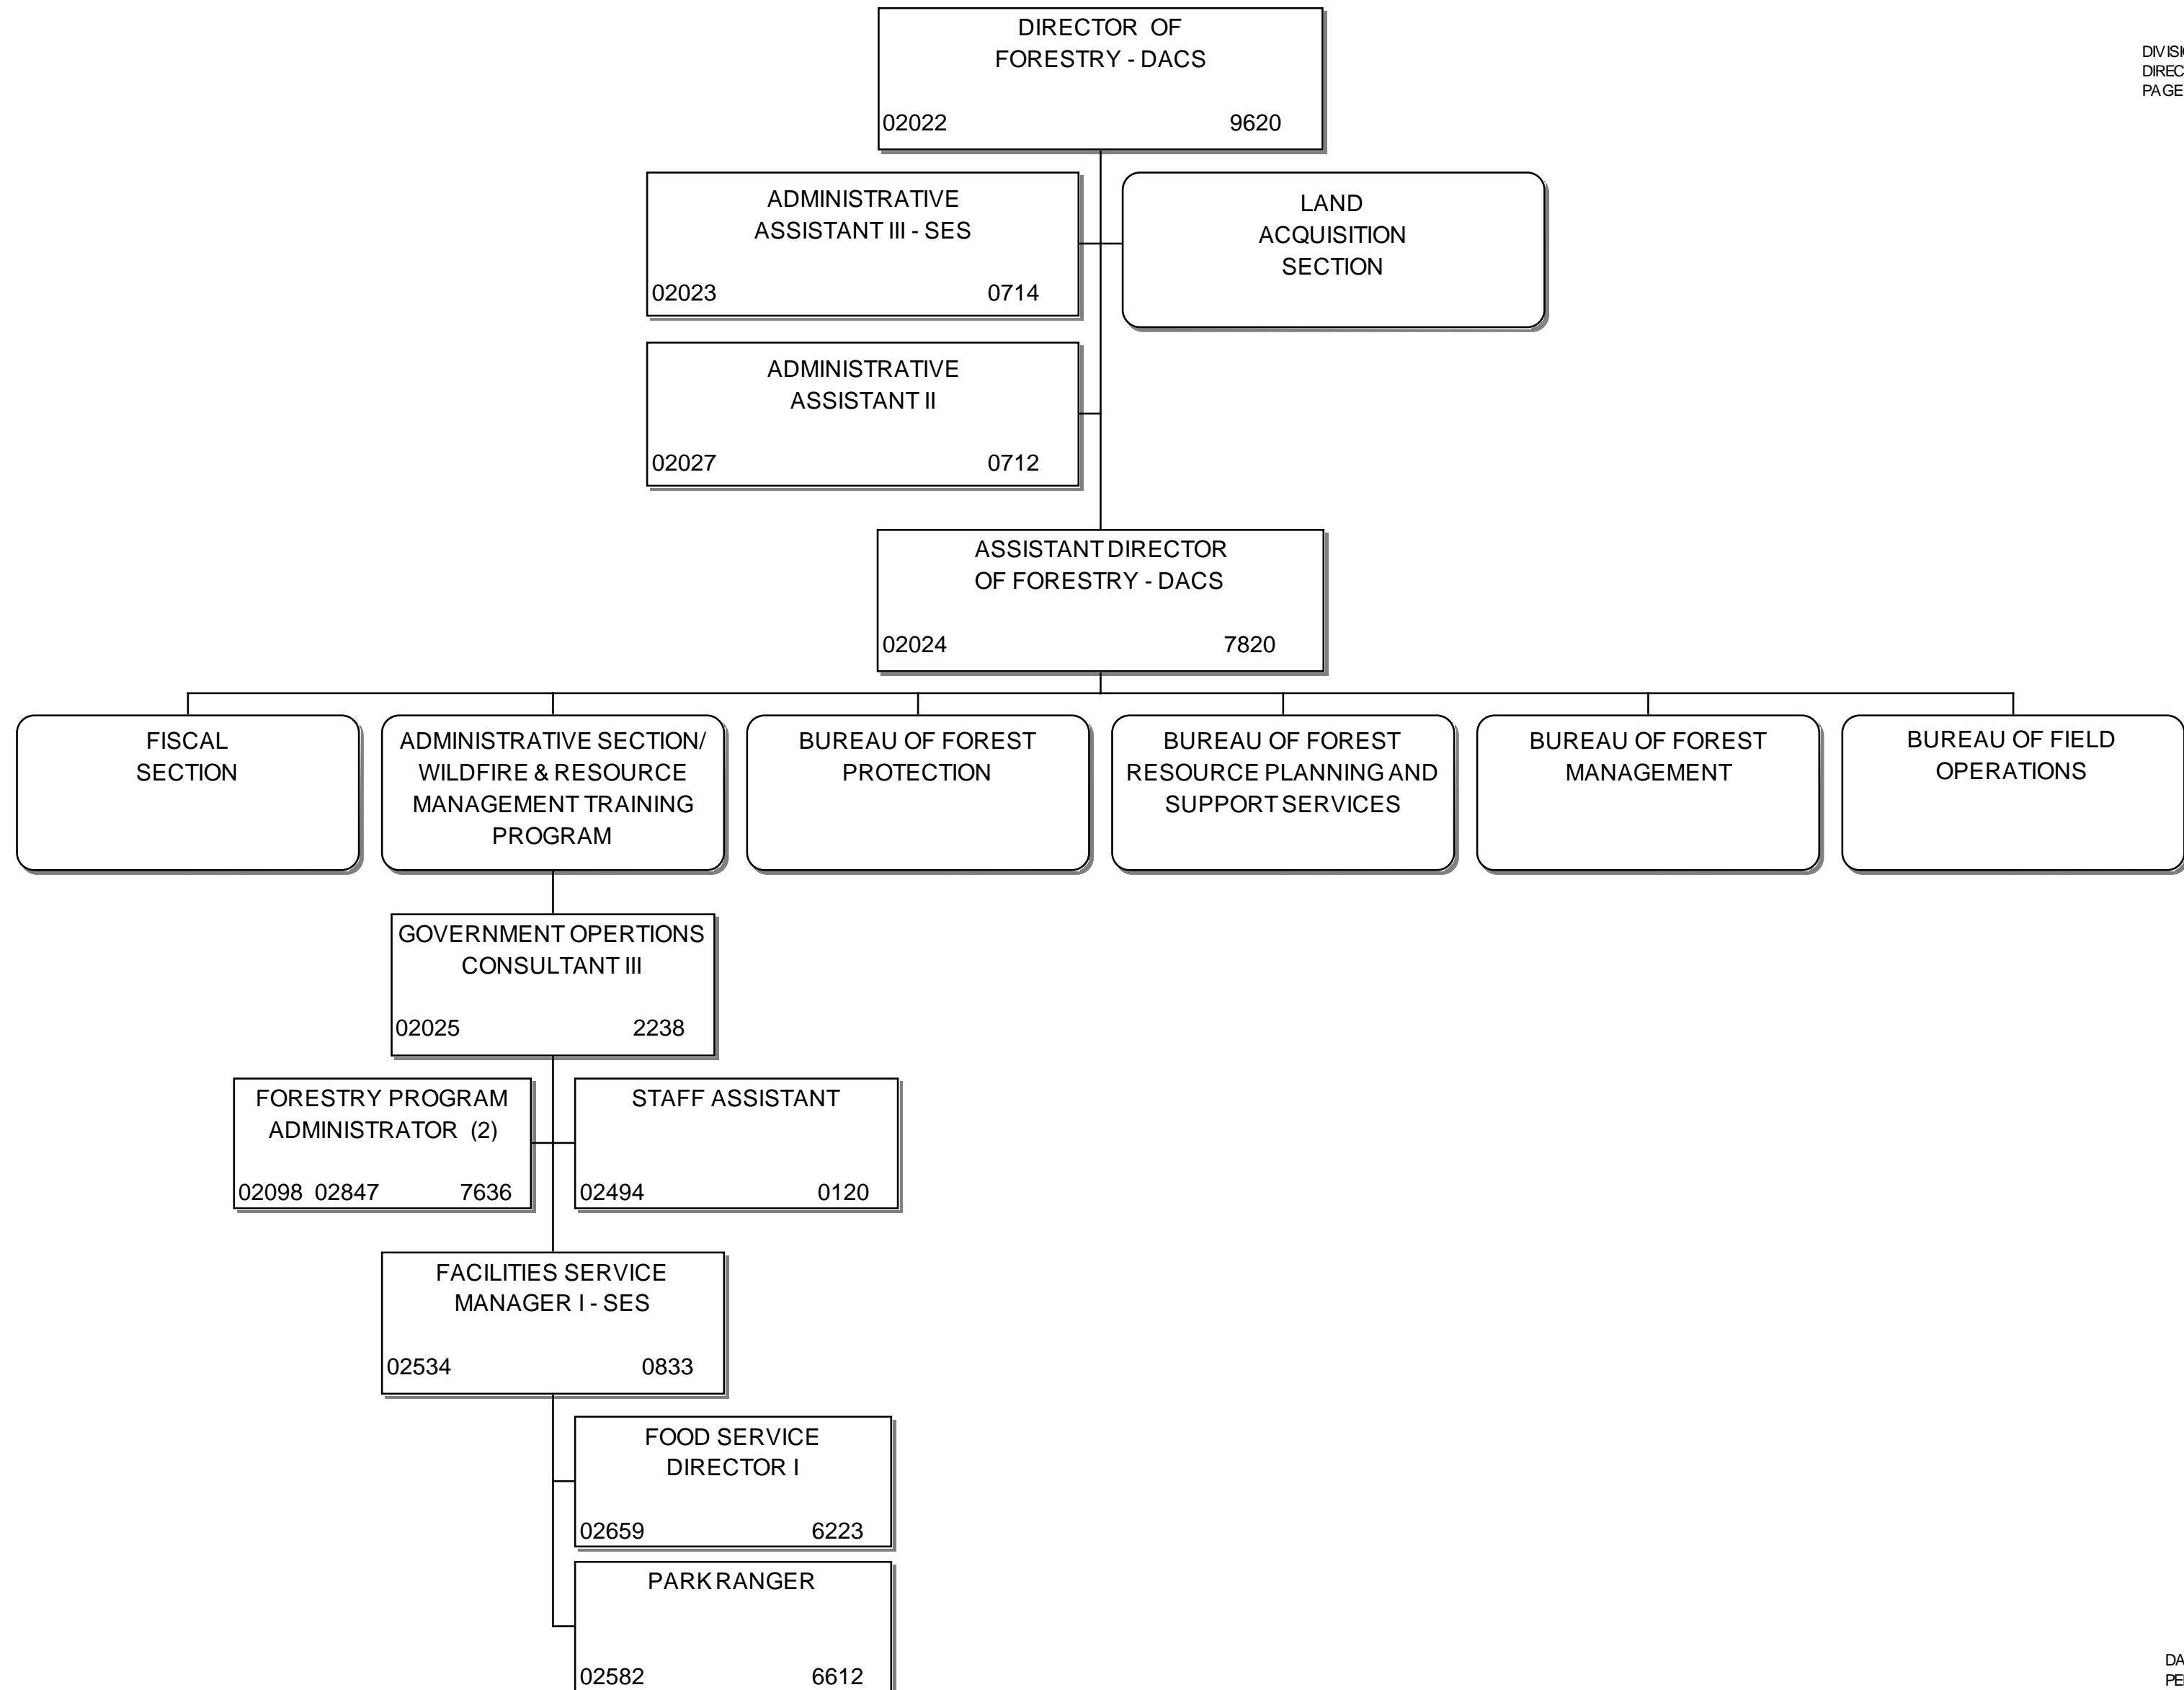 DIRECTOR OF
FORESTRY - DACS
02022 9620
PAGE
ADMINISTRATIVE
ASSISTANT III - SES
02023 0714
LAND
ACQUISITION
SECTION
ADMINISTRATIVE
ASSISTANT II
02027 0712
ASSISTANT DIRECTOR
OF FORESTRY - DACS
02024 7820
FISCAL
SECTION
ADMINISTRATIVE SECTION/
WILDFIRE & RESOURCE
MANAGEMENT TRAINING
PROGRAM
BUREAU OF FOREST
PROTECTION
BUREAU OF FOREST
RESOURCE PLANNING AND
SUPPORT SERVICES
BUREAU OF FOREST
MANAGEMENT
BUREAU OF FIELD
OPERATIONS
GOVERNMENT OPERTIONS
CONSULTANT III
02025 2238
FORESTRY PROGRAM
ADMINISTRATOR (2)
02098 02847 7636
STAFF ASSISTANT
02494 0120
FACILITIES SERVICE
MANAGER I - SES
02534 0833
FOOD SERVICE
DIRECTOR I
02659 6223
PARK RANGER
02582 6612